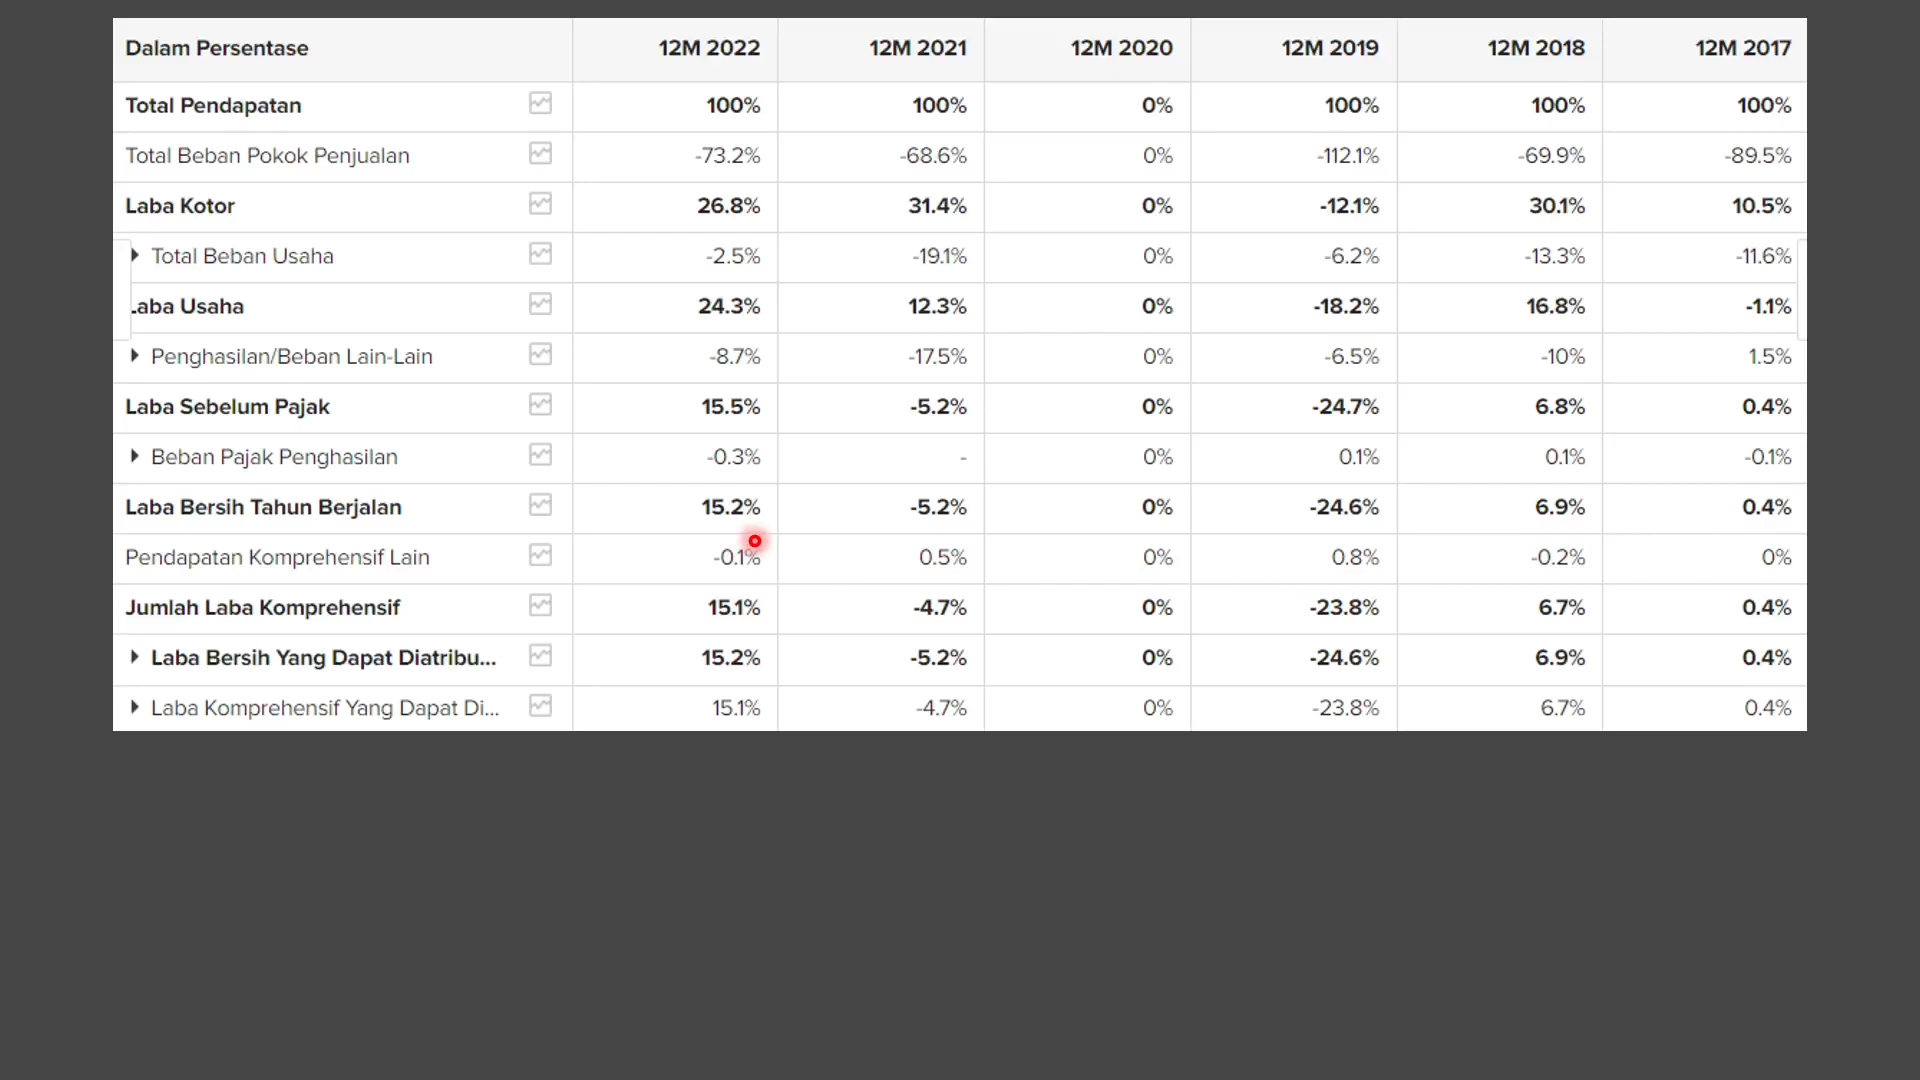 Dalam Persentase 12M 2022 12M 2021 12M 2020 12M 2019 12M 2018 12M 2017
Total Pendapatan 100% 100% 0% 100% 100% 100%
Total Beban Pokok Penjualan -73.2% -68.6% 0% -112.1% -69.9% -89.5%
Laba Kotor 26.8% 31.4% 0% -12.1% 30.1% 10.5%
Total Beban Usaha -2.5% -19.1% 0% -6.2% -13.3% -11.6%
Laba Usaha 24.3% 12.3% 0% -18.2% 16.8% -1.1%
Penghasilan/Beban Lain-Lain -8.7% -17.5% 0% -6.5% -10% 1.5%
Laba Sebelum Pajak 15.5% -5.2% 0% -24.7% 6.8% 0.4%
Beban Pajak Penghasilan -0.3% - 0% 0.1% 0.1% -0.1%
Laba Bersih Tahun Berjalan 15.2% -5.2% 0% -24.6% 6.9% 0.4%
Pendapatan Komprehensif Lain -0.1% 0.5% 0% 0.8% -0.2% 0%
Jumlah Laba Komprehensif 15.1% -4.7% 0% -23.8% 6.7% 0.4%
Laba Bersih Yang Dapat Diatribu... 15.2% -5.2% 0% -24.6% 6.9% 0.4%
Laba Komprehensif Yang Dapat Di... 15.1% -4.7% 0% -23.8% 6.7% 0.4%